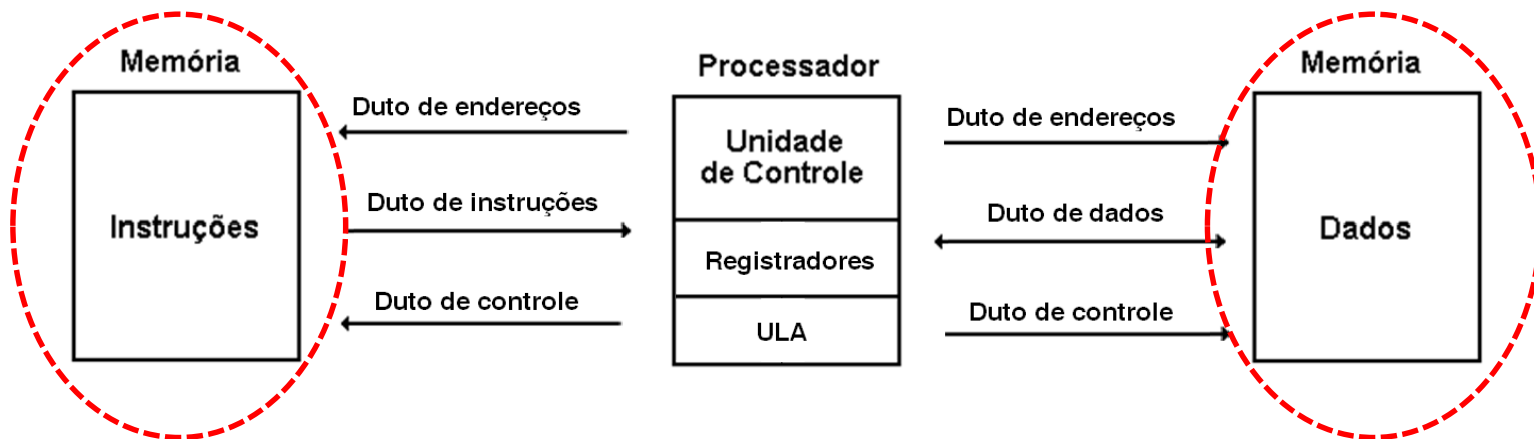 Memória
Instruções
Duto de endereços
Duto de instruções
Duto de controle
Processador
Unidade
de Controle
Registradores
ULA
Duto de endereços
Duto de dados
Duto de controle
Memória
Dados